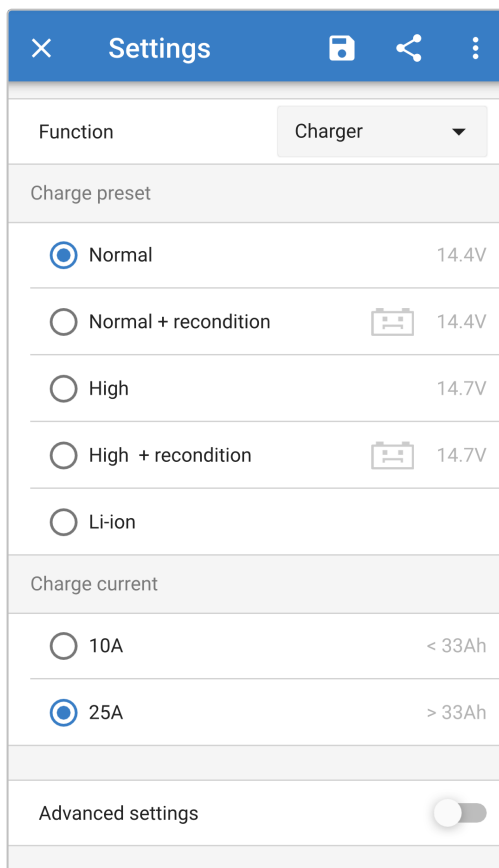 Settings
Function Charger
Charge preset
Normal 14.4V
Normal + recondition 14.4V
High 14.7V
High + recondition 14.7V
Li-ion
Charge current
10A < 33Ah
25A > 33Ah
Advanced settings